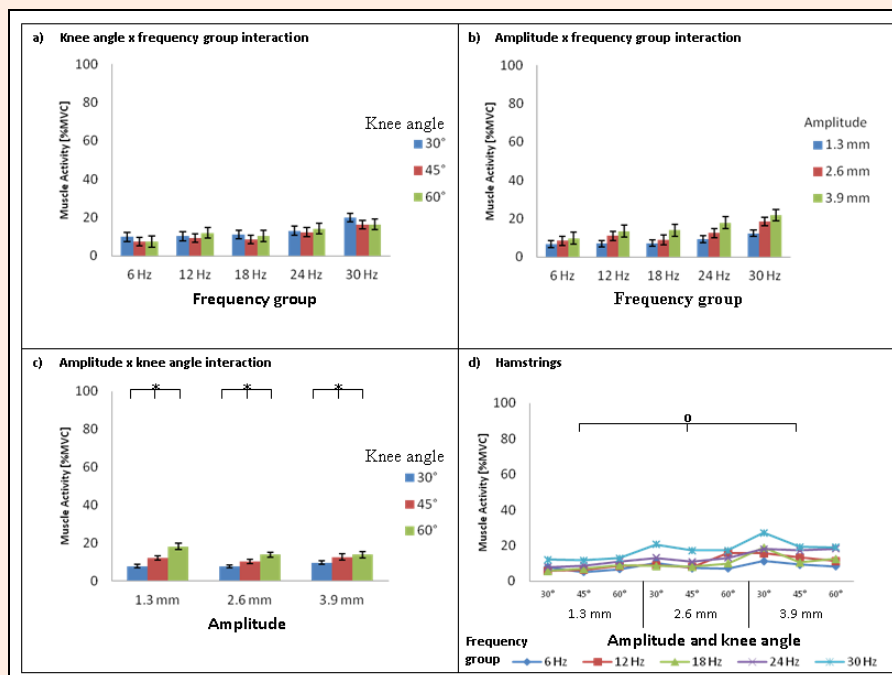 a) Knee angle x frequency group interaction
Muscle Activity [%MVC]
100
80
60
40
20
0
6 Hz 12 Hz 18 Hz 24 Hz 30 Hz
Frequency group
Knee angle
30°
45°
60°
b) Amplitude x frequency group interaction
Muscle Activity [%MVC]
100
80
60
40
20
0
6 Hz 12 Hz 18 Hz 24 Hz 30 Hz
Frequency group
Amplitude
1.3 mm
2.6 mm
3.9 mm
c) Amplitude x knee angle interaction
Muscle Activity [%MVC]
100
80
60
40
20
0
* * *
1.3 mm 2.6 mm 3.9 mm
Amplitude
Knee angle
30°
45°
60°
d) Hamstrings
Muscle Activity [%MVC]
100
80
60
40
20
0
o
30° 45° 60° 30° 45° 60° 30° 45° 60°
1.3 mm 2.6 mm 3.9 mm
Amplitude and knee angle
Frequency
group 6 Hz 12 Hz 18 Hz 24 Hz 30 Hz